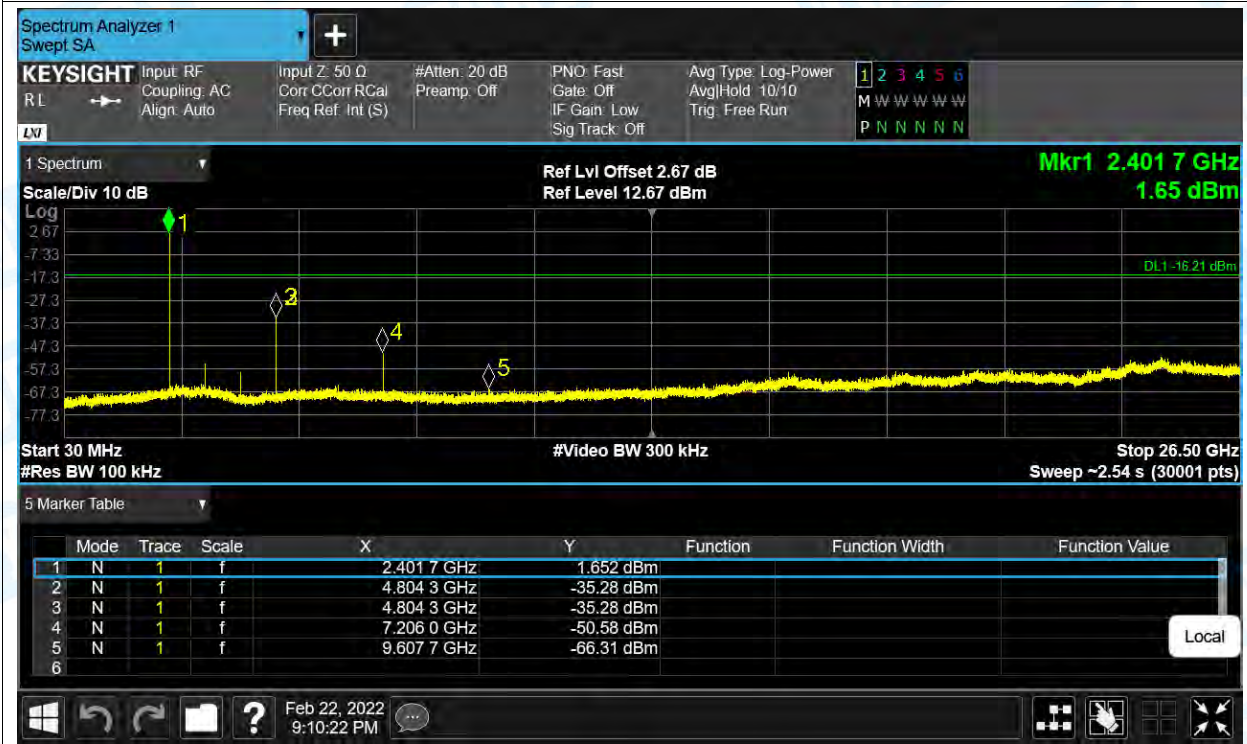 Spectrum Analyzer 1
Swept SA
+
KEYSIGHT Input: RF Input Z: 50 Ω #Atten: 20 dB PNO: Fast Avg Type: Log-Power 1 2 3 4 5 6
R L Coupling: AC Corr CCorr RCal Preamp: Off Gate: Off Avg|Hold: 10/10 M W W W W W
Align: Auto Freq Ref: Int (S) IF Gain: Low Trig: Free Run P N N N N N
LXI Sig Track: Off
1 Spectrum Ref Lvl Offset 2.67 dB Mkr1 2.401 7 GHz
Scale/Div 10 dB Ref Level 12.67 dBm 1.65 dBm
Log
1
2.67
-7.33
DL1 -16.21 dBm
-17.3
-27.3
3
-37.3
4
-47.3
-57.3
5
-67.3
-77.3
Start 30 MHz #Video BW 300 kHz Stop 26.50 GHz
#Res BW 100 kHz Sweep ~2.54 s (30001 pts)
5 Marker Table
Mode Trace Scale X Y Function Function Width Function Value
1 N 1 f 2.401 7 GHz 1.652 dBm
2 N 1 f 4.804 3 GHz -35.28 dBm
3 N 1 f 4.804 3 GHz -35.28 dBm
4 N 1 f 7.206 0 GHz -50.58 dBm
5 N 1 f 9.607 7 GHz -66.31 dBm
6
Local
? Feb 22, 2022
9:10:22 PM